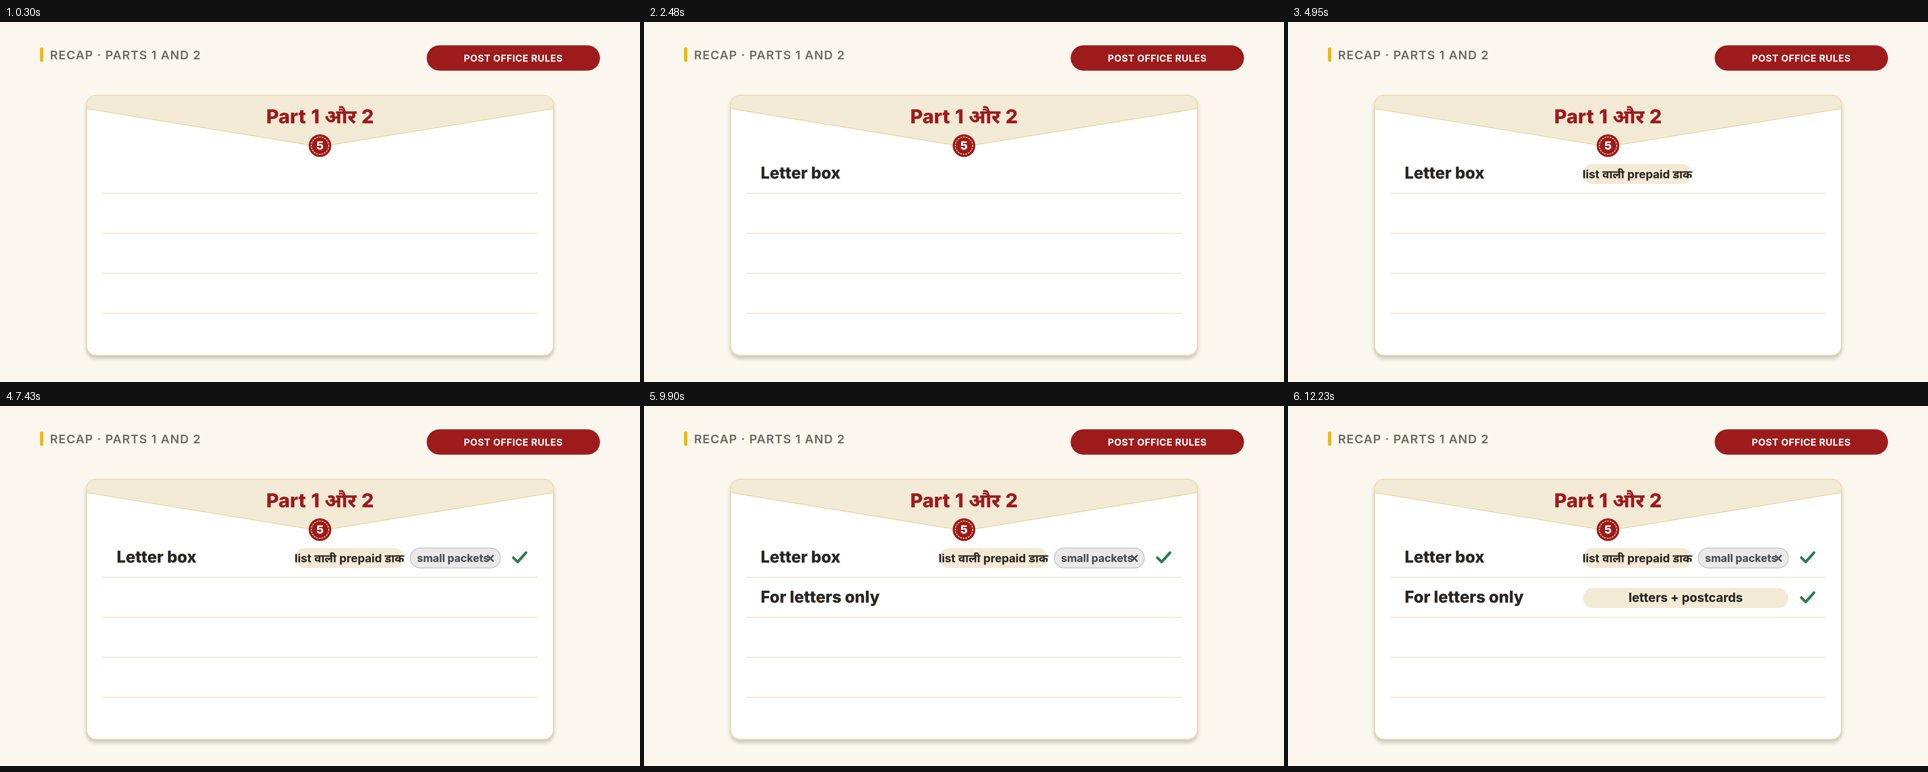 1. 0.30s
RECAP · PARTS 1 AND 2
POST OFFICE RULES
Part 1 और 2
5
2. 2.48s
RECAP · PARTS 1 AND 2
POST OFFICE RULES
Part 1 और 2
5
Letter box
3. 4.95s
RECAP · PARTS 1 AND 2
POST OFFICE RULES
Part 1 और 2
5
Letter box list वाली prepaid डाक
4. 7.43s
RECAP · PARTS 1 AND 2
POST OFFICE RULES
Part 1 और 2
5
Letter box list वाली prepaid डाक small packets× ✓
5. 9.90s
RECAP · PARTS 1 AND 2
POST OFFICE RULES
Part 1 और 2
5
Letter box list वाली prepaid डाक small packets× ✓
For letters only
6. 12.23s
RECAP · PARTS 1 AND 2
POST OFFICE RULES
Part 1 और 2
5
Letter box list वाली prepaid डाक small packets× ✓
For letters only letters + postcards ✓